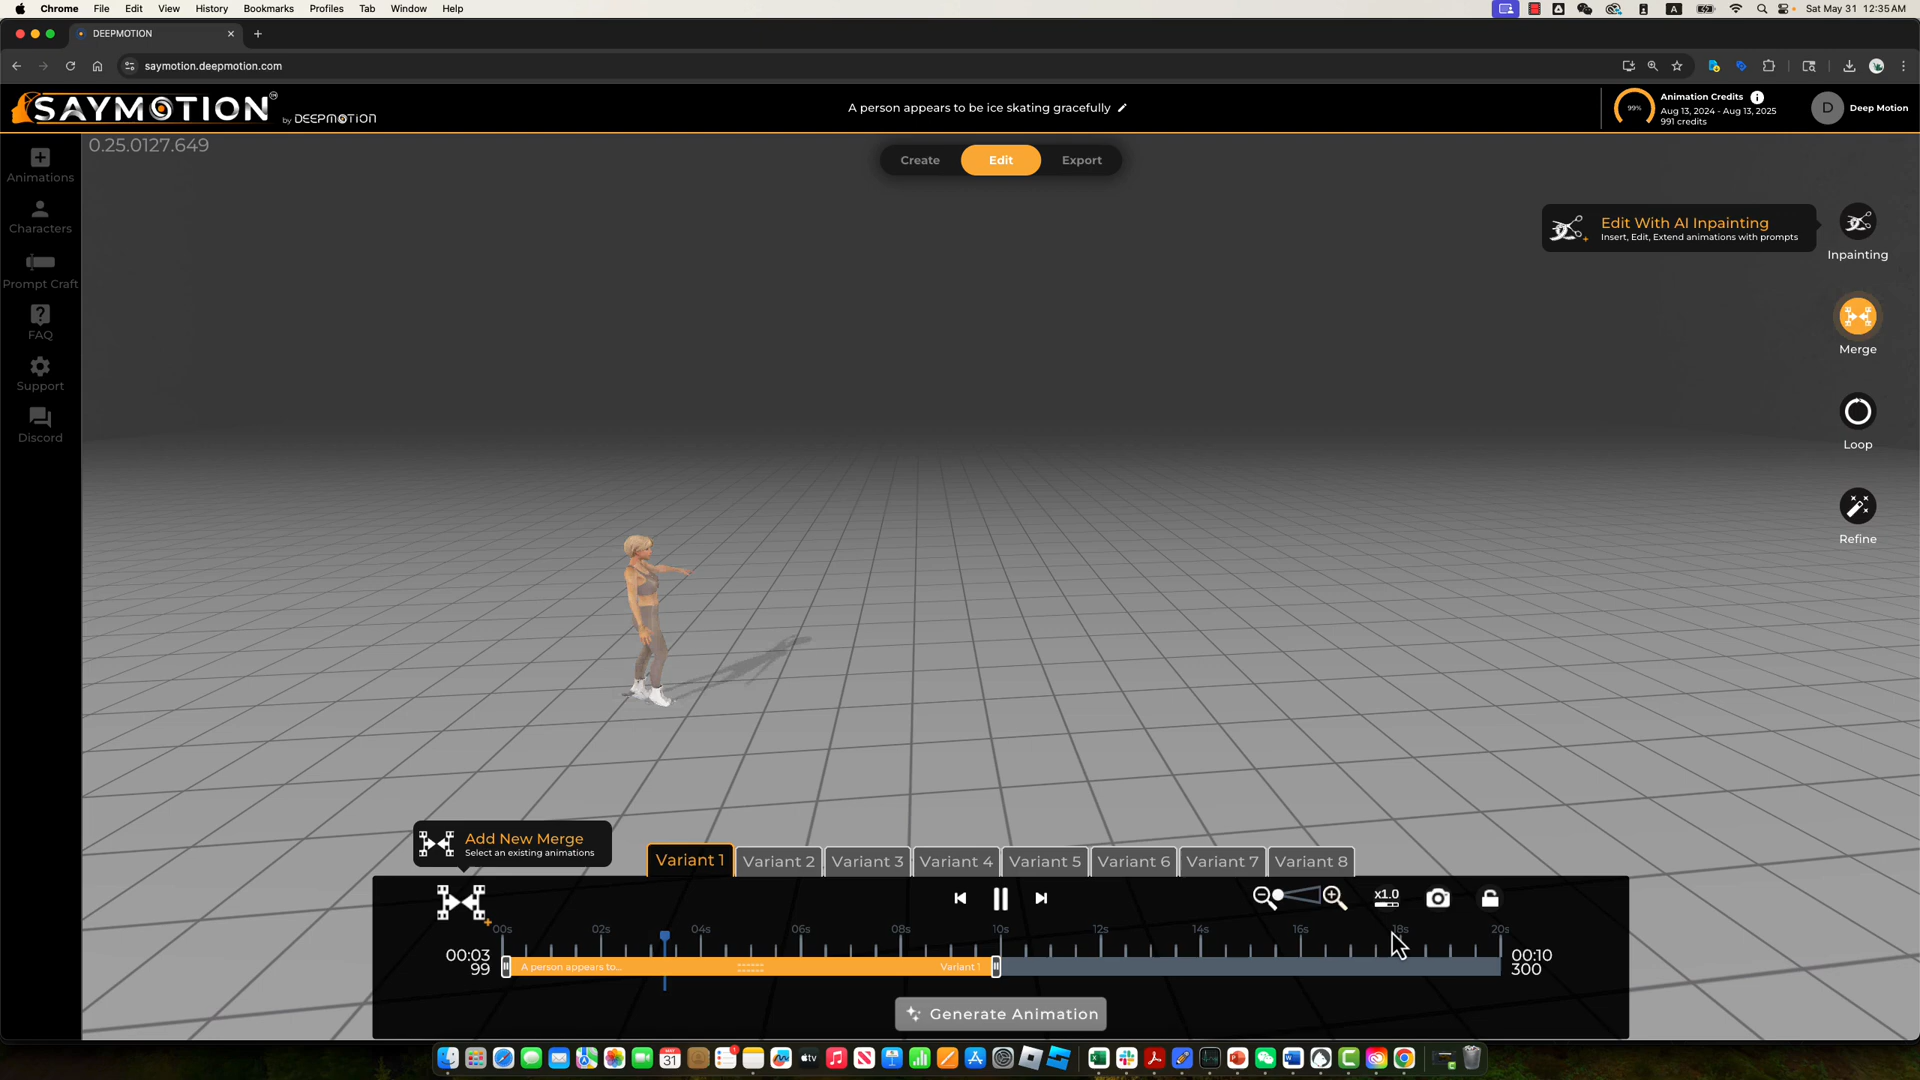 Chrome File Edit View History Bookmarks Profiles Tab Window Help
A
Sat May 31 12:35 AM
DEEPMOTION
saymotion.deepmotion.com
SAYMOTION
by DEEPMOTION
A person appears to be ice skating gracefully
99%
Animation Credits
Aug 13, 2024 - Aug 13, 2025
991 credits
D
Deep Motion
0.25.0127.649
Create Edit Export
Animations
Characters
Prompt Craft
FAQ
Support
Discord
Edit With AI Inpainting
Insert, Edit, Extend animations with prompts
Inpainting
Merge
Loop
Refine
Add New Merge
Select an existing animations
Variant 1 Variant 2 Variant 3 Variant 4 Variant 5 Variant 6 Variant 7 Variant 8
x1.0
00s 02s 04s 06s 08s 10s 12s 14s 16s 18s 20s
00:03
99
A person appears to...
Variant 1
00:10
300
Generate Animation
MAY
31
tv